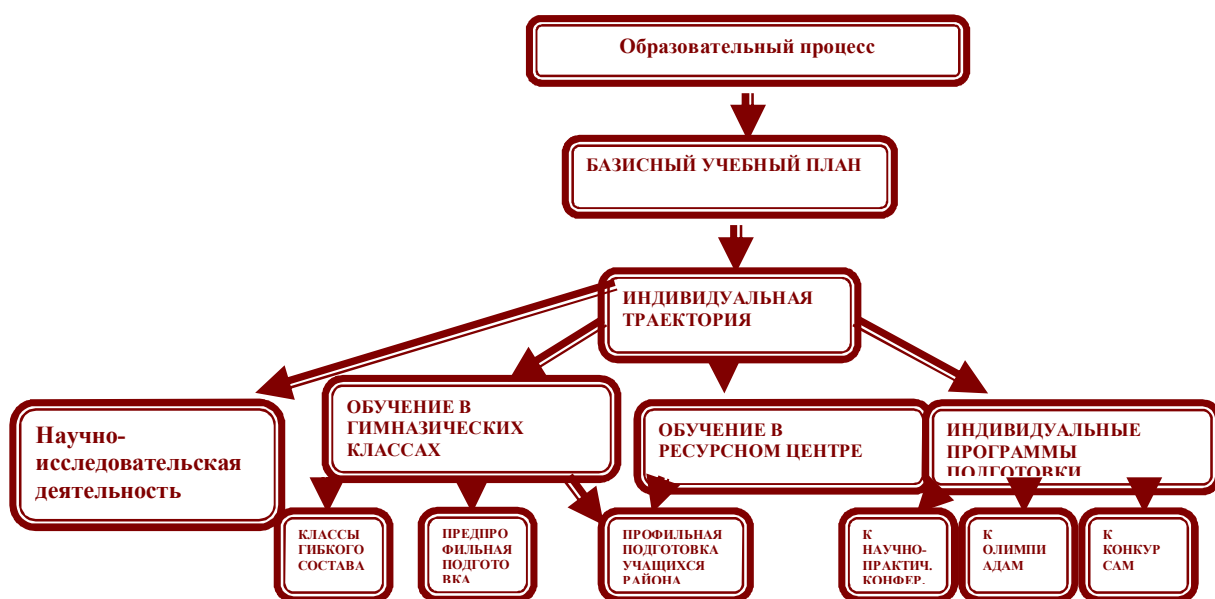 Образовательный процесс
БАЗИСНЫЙ УЧЕБНЫЙ ПЛАН
ИНДИВИДУАЛЬНАЯ
ТРАЕКТОРИЯ
Научно-
исследовательская
деятельность
ОБУЧЕНИЕ В
ГИМНАЗИЧЕСКИХ
КЛАССАХ
ОБУЧЕНИЕ В
РЕСУРСНОМ ЦЕНТРЕ
ИНДИВИДУАЛЬНЫЕ
ПРОГРАММЫ
ПОДГОТОВКИ
КЛАССЫ
ГИБКОГО
СОСТАВА
ПРЕДПРО
ФИЛЬНАЯ
ПОДГОТО
ВКА
ПРОФИЛЬНАЯ
ПОДГОТОВКА
УЧАЩИХСЯ
РАЙОНА
К
НАУЧНО-
ПРАКТИЧ.
КОНФЕР.
К
ОЛИМПИ
АДАМ
К
КОНКУР
САМ